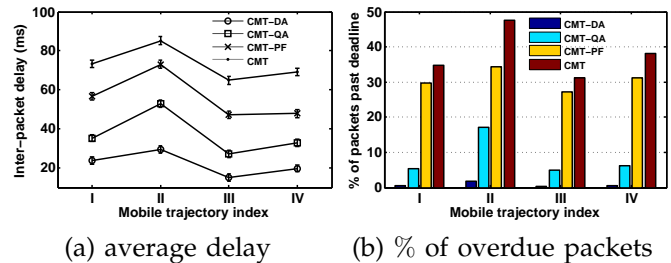 100
80
60
40
20
Inter−packet delay (ms)
CMT−DA
CMT−QA
CMT−PF
CMT
I II III IV
Mobile trajectory index
(a) average delay
50
40
30
20
10
0
% of packets past deadline
CMT−DA
CMT−QA
CMT−PF
CMT
I II III IV
Mobile trajectory index
(b) % of overdue packets